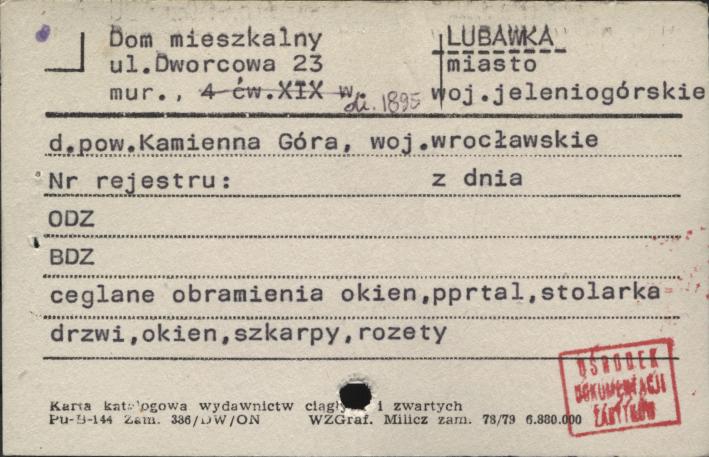 Dom mieszkalny
ul.Dworcowa 23
mur., 4 ćw.XIX w. 1895
LUBAWKA
miasto
woj.jeleniogórskie
d.pow.Kamienna Góra, woj.wrocławskie
Nr rejestru: z dnia
ODZ
BDZ
ceglane obramienia okien,pprtal,stolarka
drzwi,okien,szkarpy,rozety
OŚRODEK
DOKUMENTACJI
ZABYTKÓW
Karta katalogowa wydawnictw ciągłych i zwartych
Pu-B-144 Zam. 386/DW/ON WZGraf. Milicz zam. 78/79 6.880.000